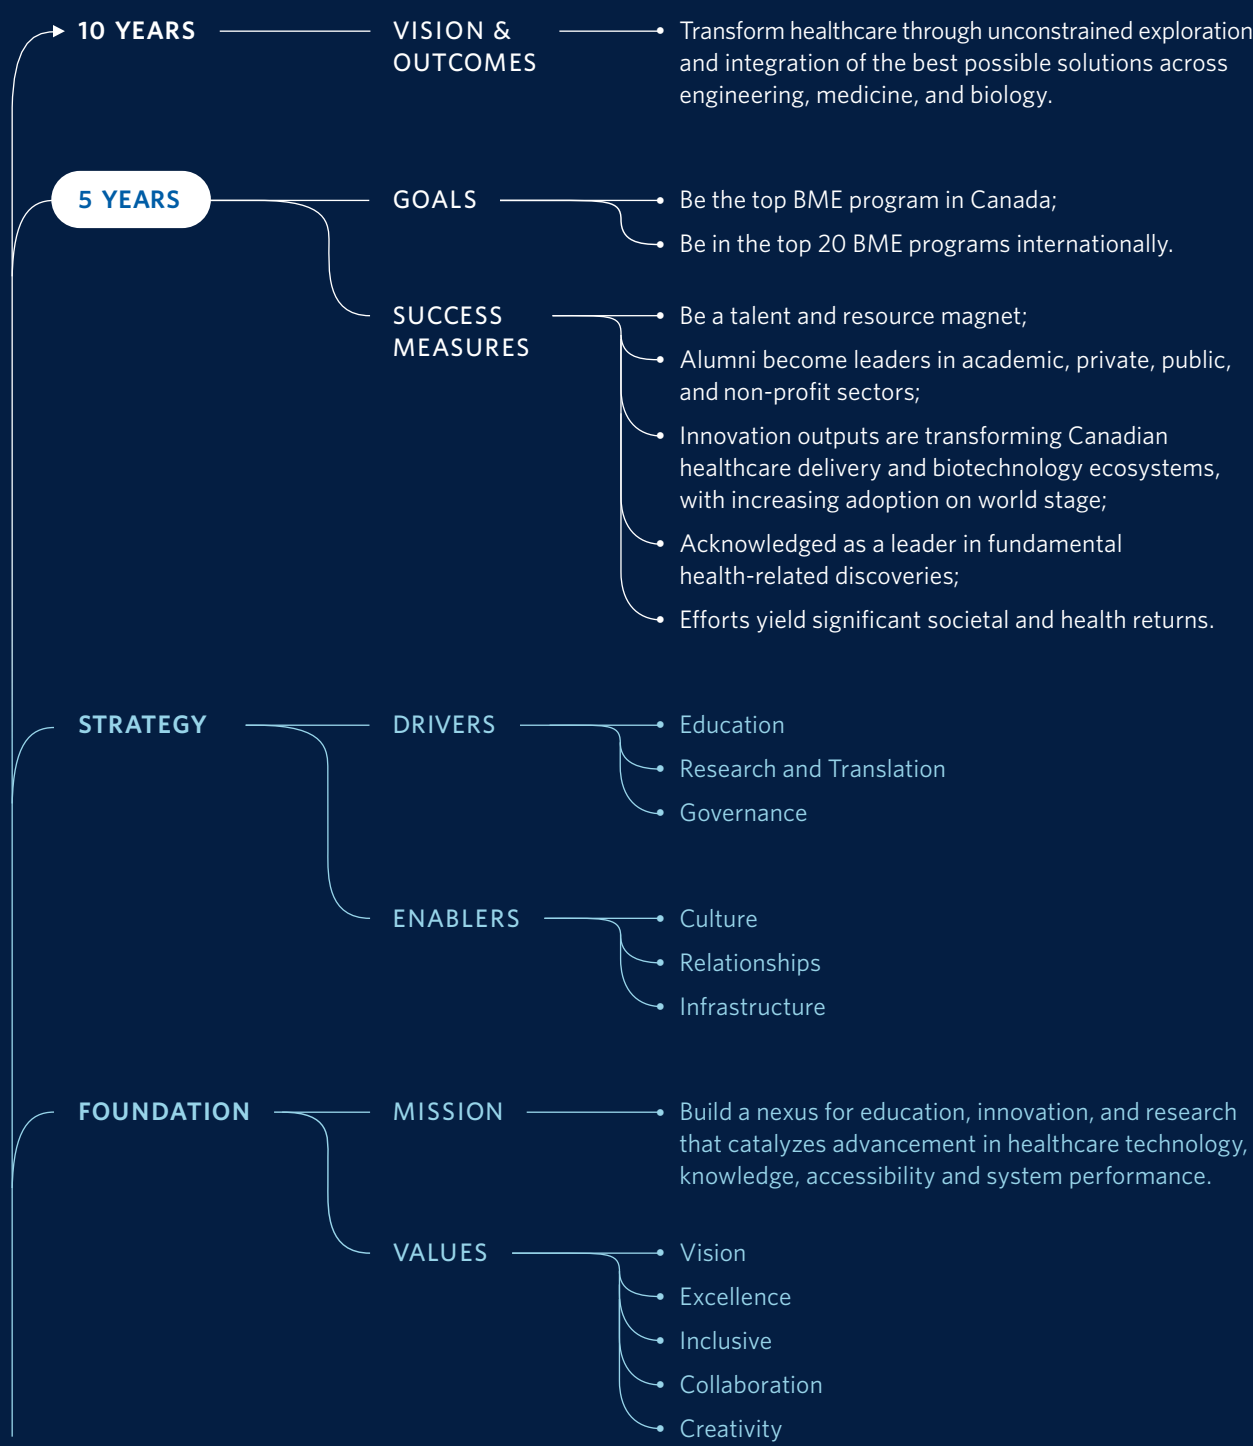 10 YEARS
VISION &
OUTCOMES
Transform healthcare through unconstrained exploration
and integration of the best possible solutions across
engineering, medicine, and biology.
5 YEARS
GOALS
Be the top BME program in Canada;
Be in the top 20 BME programs internationally.
SUCCESS
MEASURES
Be a talent and resource magnet;
Alumni become leaders in academic, private, public,
and non-profit sectors;
Innovation outputs are transforming Canadian
healthcare delivery and biotechnology ecosystems,
with increasing adoption on world stage;
Acknowledged as a leader in fundamental
health-related discoveries;
Efforts yield significant societal and health returns.
STRATEGY
DRIVERS
Education
Research and Translation
Governance
ENABLERS
Culture
Relationships
Infrastructure
FOUNDATION
MISSION
Build a nexus for education, innovation, and research
that catalyzes advancement in healthcare technology,
knowledge, accessibility and system performance.
VALUES
Vision
Excellence
Inclusive
Collaboration
Creativity